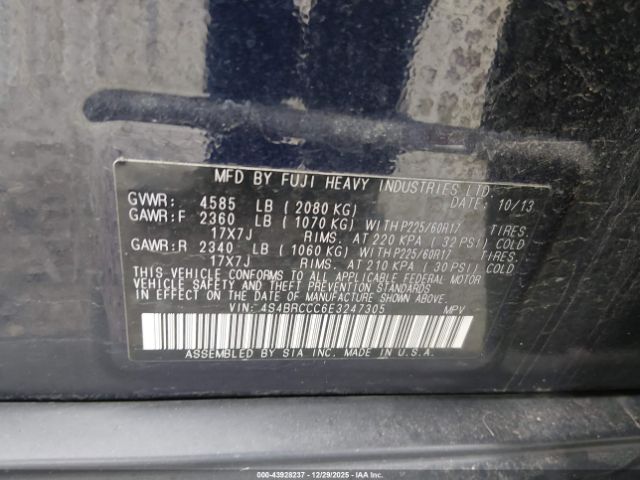 MFD BY FUJI HEAVY INDUSTRIES LTD.
DATE: 10/13
GVWR: 4585 LB ( 2080 KG)
GAWR:F 2360 LB ( 1070 KG) WITH P225/60R17 TIRES.
17X7J RIMS. AT 220 KPA ( 32 PSI) COLD
GAWR:R 2340 LB ( 1060 KG) WITH P225/60R17 TIRES.
17X7J RIMS. AT 210 KPA ( 30 PSI) COLD
THIS VEHICLE CONFORMS TO ALL APPLICABLE FEDERAL MOTOR
VEHICLE SAFETY AND THEFT PREVENTION STANDARDS
IN EFFECT ON THE DATE OF MANUFACTURE SHOWN ABOVE.
VIN: 4S4BRCCC6E3247305 MPV
ASSEMBLED BY SIA INC. MADE IN U.S.A.
© COPART 43928237 - 12/29/2025 - IAAI.COM